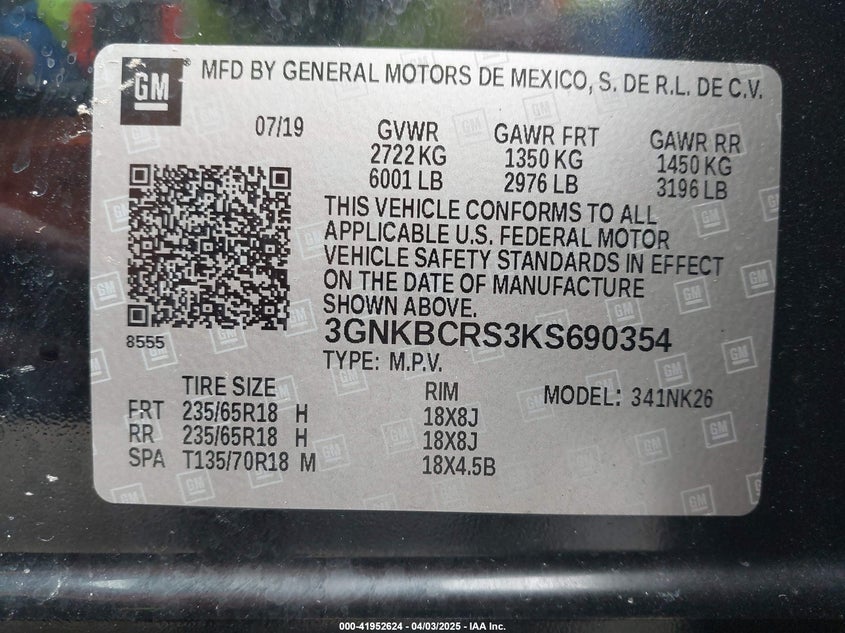 GM MFD BY GENERAL MOTORS DE MEXICO, S. DE R.L. DE C.V.
07/19 GVWR GAWR FRT GAWR RR
2722 KG 1350 KG 1450 KG
6001 LB 2976 LB 3196 LB
THIS VEHICLE CONFORMS TO ALL
APPLICABLE U.S. FEDERAL MOTOR
VEHICLE SAFETY STANDARDS IN EFFECT
ON THE DATE OF MANUFACTURE
SHOWN ABOVE.
8555 3GNKBCRS3KS690354
TYPE: M.P.V.
TIRE SIZE RIM MODEL: 341NK26
FRT 235/65R18 H 18X8J
RR 235/65R18 H 18X8J
SPA T135/70R18 M 18X4.5B
000-41952624 - 04/03/2025 - IAA Inc.